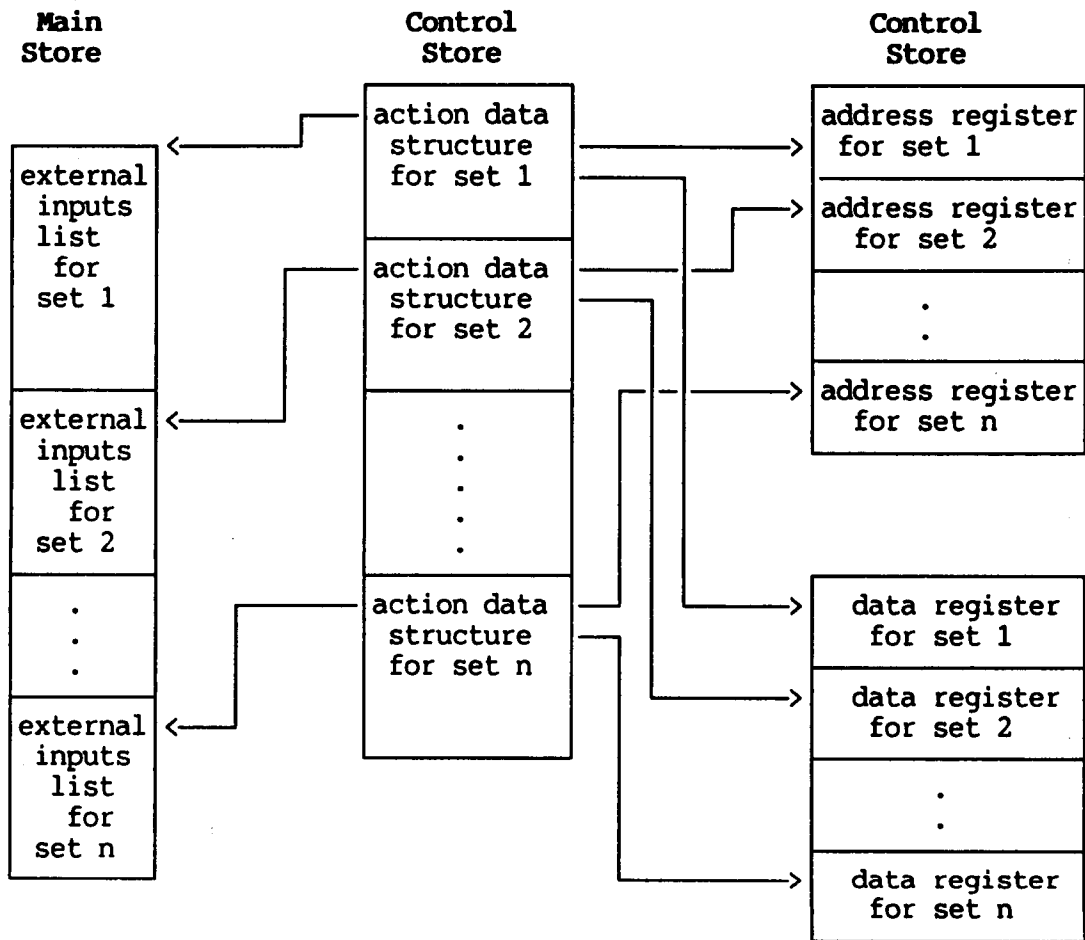 Main
Store
external
inputs
list
for
set 1
external
inputs
list
for
set 2
.
.
.
external
inputs
list
for
set n
Control
Store
action data
structure
for set 1
action data
structure
for set 2
.
.
.
.
.
action data
structure
for set n
Control
Store
address register
for set 1
address register
for set 2
.
.
address register
for set n
data register
for set 1
data register
for set 2
.
.
data register
for set n